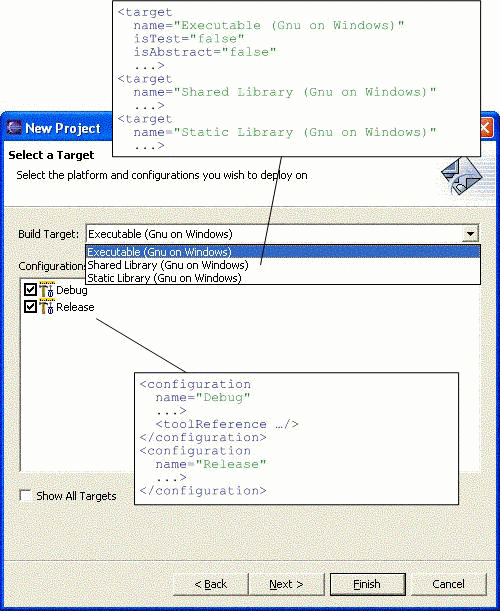 <target
name="Executable (Gnu on Windows)
isTest="false"
isAbstract="false"
...>
<target
name="Shared Library (Gnu on Windows)"
...>
<target
name="Static Library (Gnu on Windows)"
...>
New Project
Select a Target
Select the platform and configurations you wish to deploy on
Build Target: Executable (Gnu on Windows)
Executable (Gnu on Windows)
Shared Library (Gnu on Windows)
Static Library (Gnu on Windows)
Configuration
Debug
Release
<configuration
name="Debug"
...>
<toolReference …/>
</configuration>
<configuration
name="Release"
...>
</configuration>
Show All Targets
< Back
Next >
Finish
Cancel